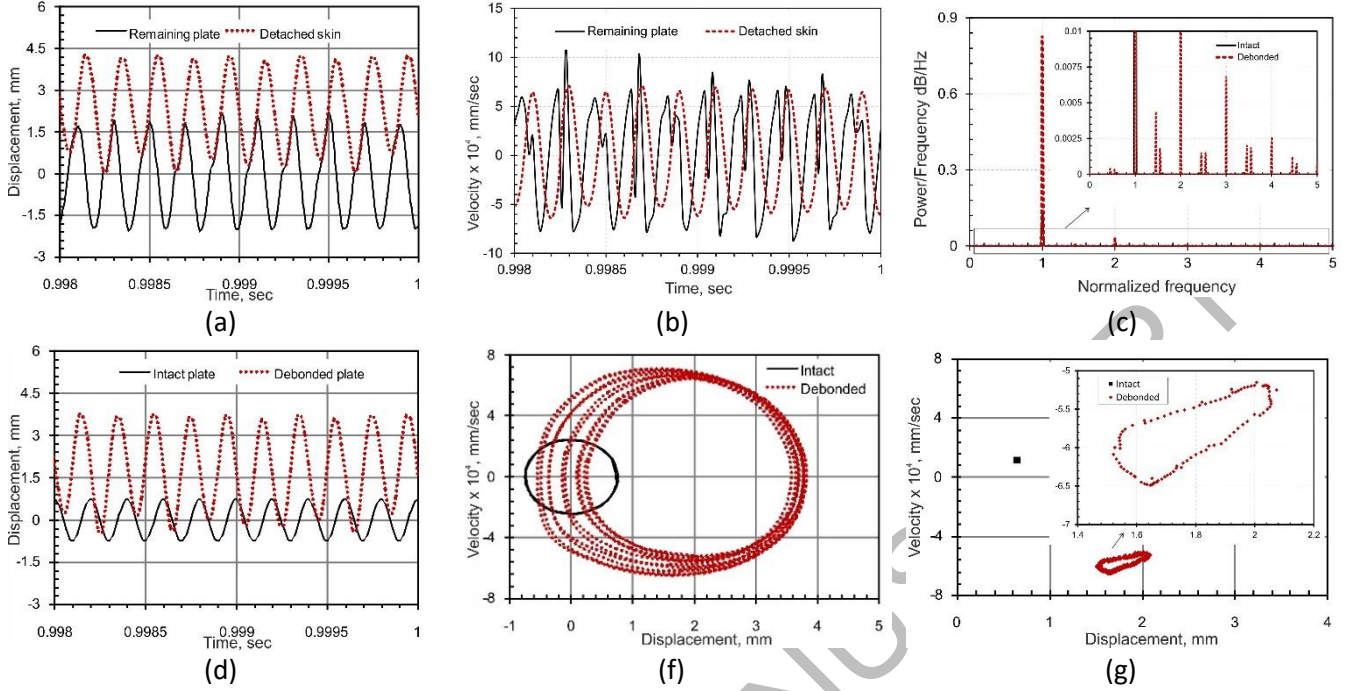 6
4.5
3
1.5
0
-1.5
-3
Displacement, mm
Remaining plate
Detached skin
0.998 0.9985 0.999 0.9995 1
Time, sec
(a)
10
5
0
-5
-10
Velocity x 10⁴, mm/sec
Remaining plate
Detached skin
0.998 0.9985 0.999 0.9995 1
Time, sec
(b)
0.9
0.6
0.3
0
Power/Frequency dB/Hz
0.01
0.0075
0.005
0.0025
0
Intact
Debonded
0 1 2 3 4 5
0 1 2 3 4 5
Normalized frequency
(c)
6
4.5
3
1.5
0
-1.5
-3
Displacement, mm
Intact plate
Debonded plate
0.998 0.9985 0.999 0.9995 1
Time, sec
(d)
8
4
0
-4
-8
Velocity x 10⁴, mm/sec
Intact
Debonded
-1 0 1 2 3 4 5
Displacement, mm
(f)
8
4
0
-4
-8
Velocity x 10⁴, mm/sec
-5
-5.5
-6
-6.5
-7
Intact
Debonded
1.4 1.6 1.8 2 2.2
0 1 2 3 4
Displacement, mm
(g)